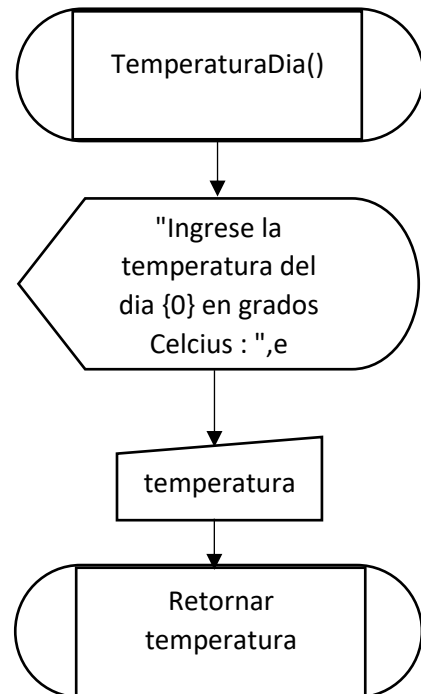 TemperaturaDia()
"Ingrese la
temperatura del
dia {0} en grados
Celcius : ",e
temperatura
Retornar
temperatura